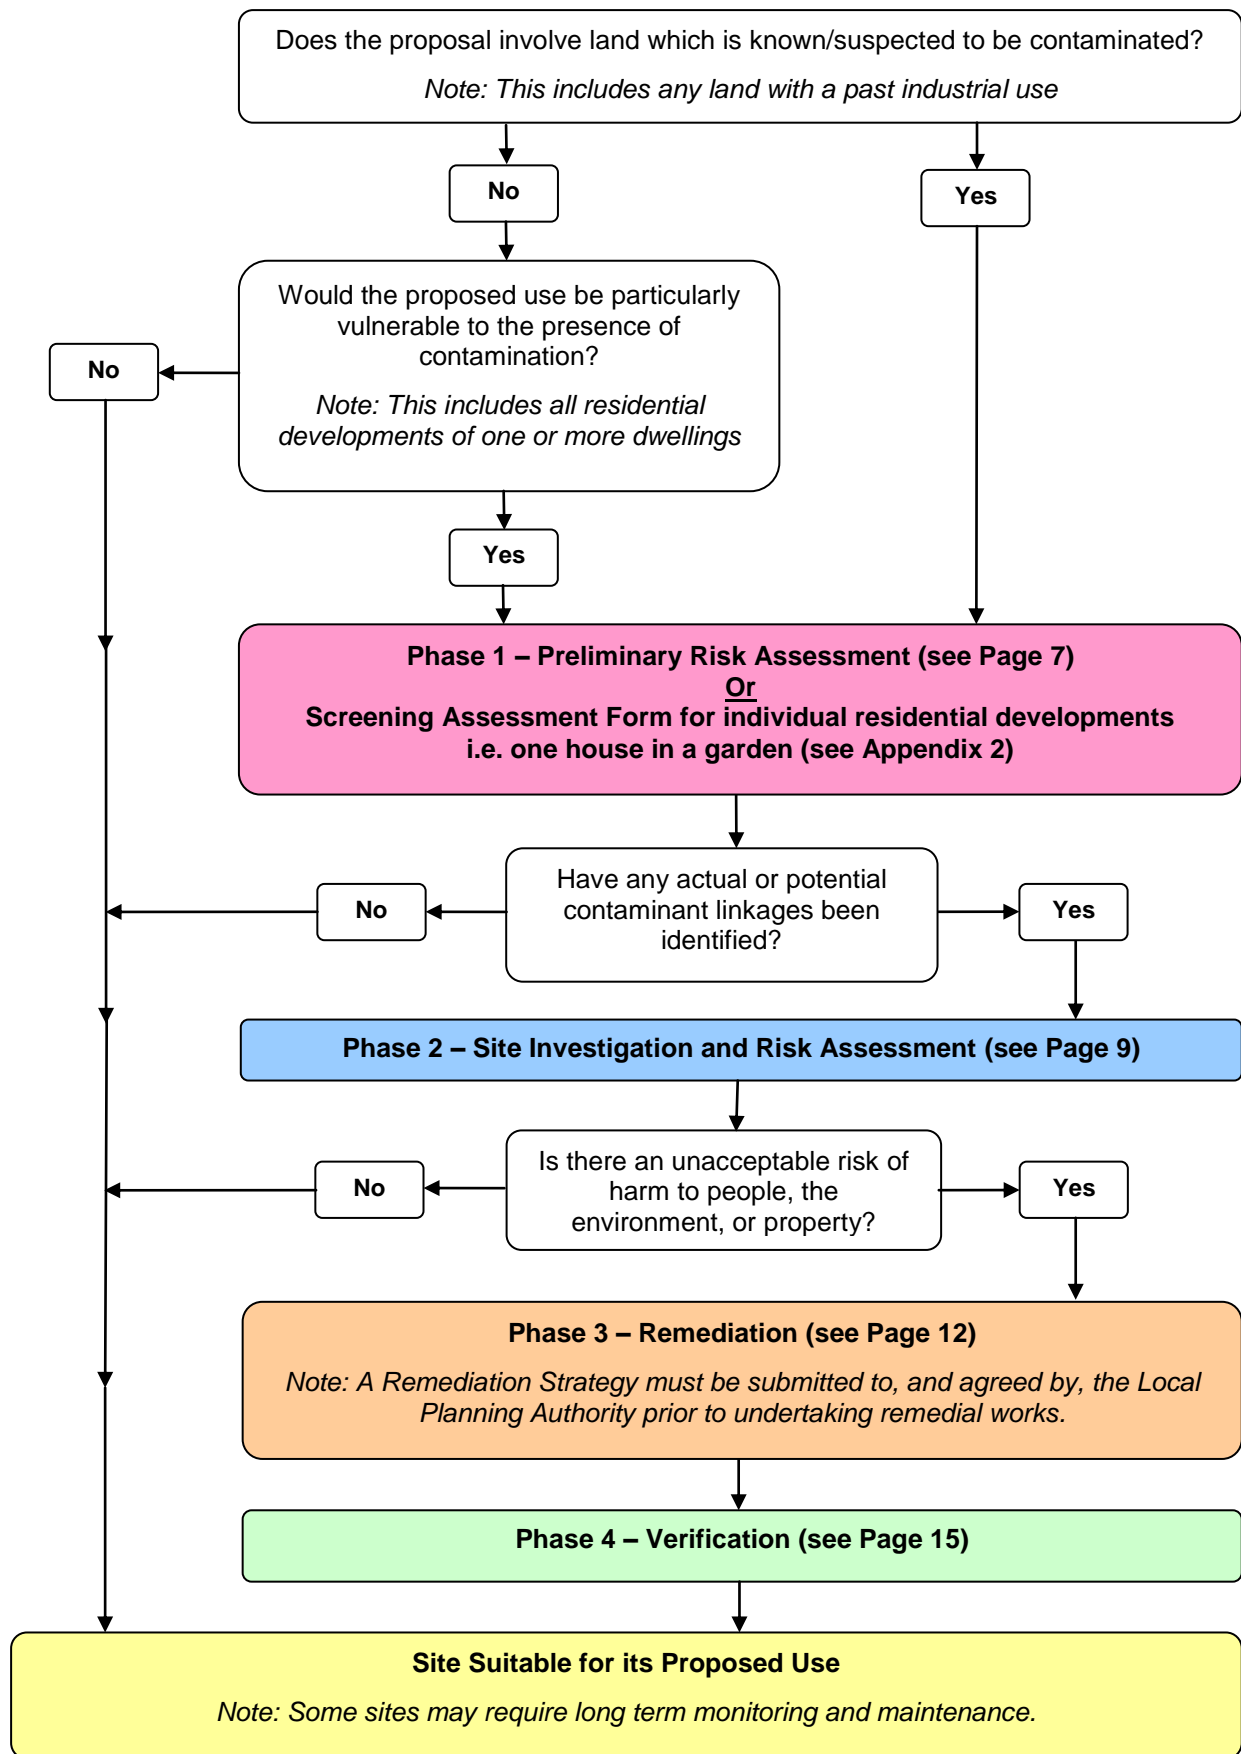 Does the proposal involve land which is known/suspected to be contaminated?
Note: This includes any land with a past industrial use
No
Yes
Would the proposed use be particularly
vulnerable to the presence of
contamination?
Note: This includes all residential
developments of one or more dwellings
No
Yes
Phase 1 – Preliminary Risk Assessment (see Page 7)
Or
Screening Assessment Form for individual residential developments
i.e. one house in a garden (see Appendix 2)
Have any actual or potential
contaminant linkages been
identified?
No
Yes
Phase 2 – Site Investigation and Risk Assessment (see Page 9)
Is there an unacceptable risk of
harm to people, the
environment, or property?
No
Yes
Phase 3 – Remediation (see Page 12)
Note: A Remediation Strategy must be submitted to, and agreed by, the Local
Planning Authority prior to undertaking remedial works.
Phase 4 – Verification (see Page 15)
Site Suitable for its Proposed Use
Note: Some sites may require long term monitoring and maintenance.